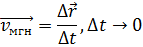 v⃗мгн = Δr⃗/Δt, Δt → 0